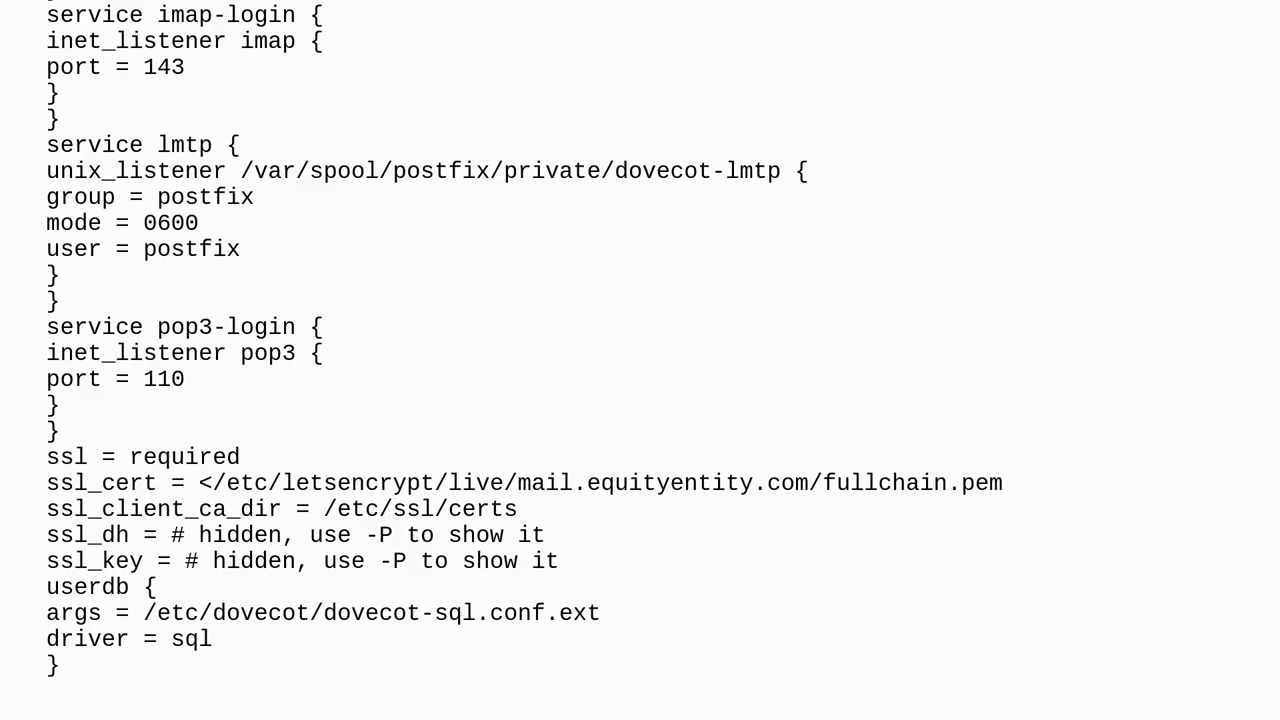 service imap-login {
inet_listener imap {
port = 143
}
}
service lmtp {
unix_listener /var/spool/postfix/private/dovecot-lmtp {
group = postfix
mode = 0600
user = postfix
}
}
service pop3-login {
inet_listener pop3 {
port = 110
}
}
ssl = required
ssl_cert = </etc/letsencrypt/live/mail.equityentity.com/fullchain.pem
ssl_client_ca_dir = /etc/ssl/certs
ssl_dh = # hidden, use -P to show it
ssl_key = # hidden, use -P to show it
userdb {
args = /etc/dovecot/dovecot-sql.conf.ext
driver = sql
}